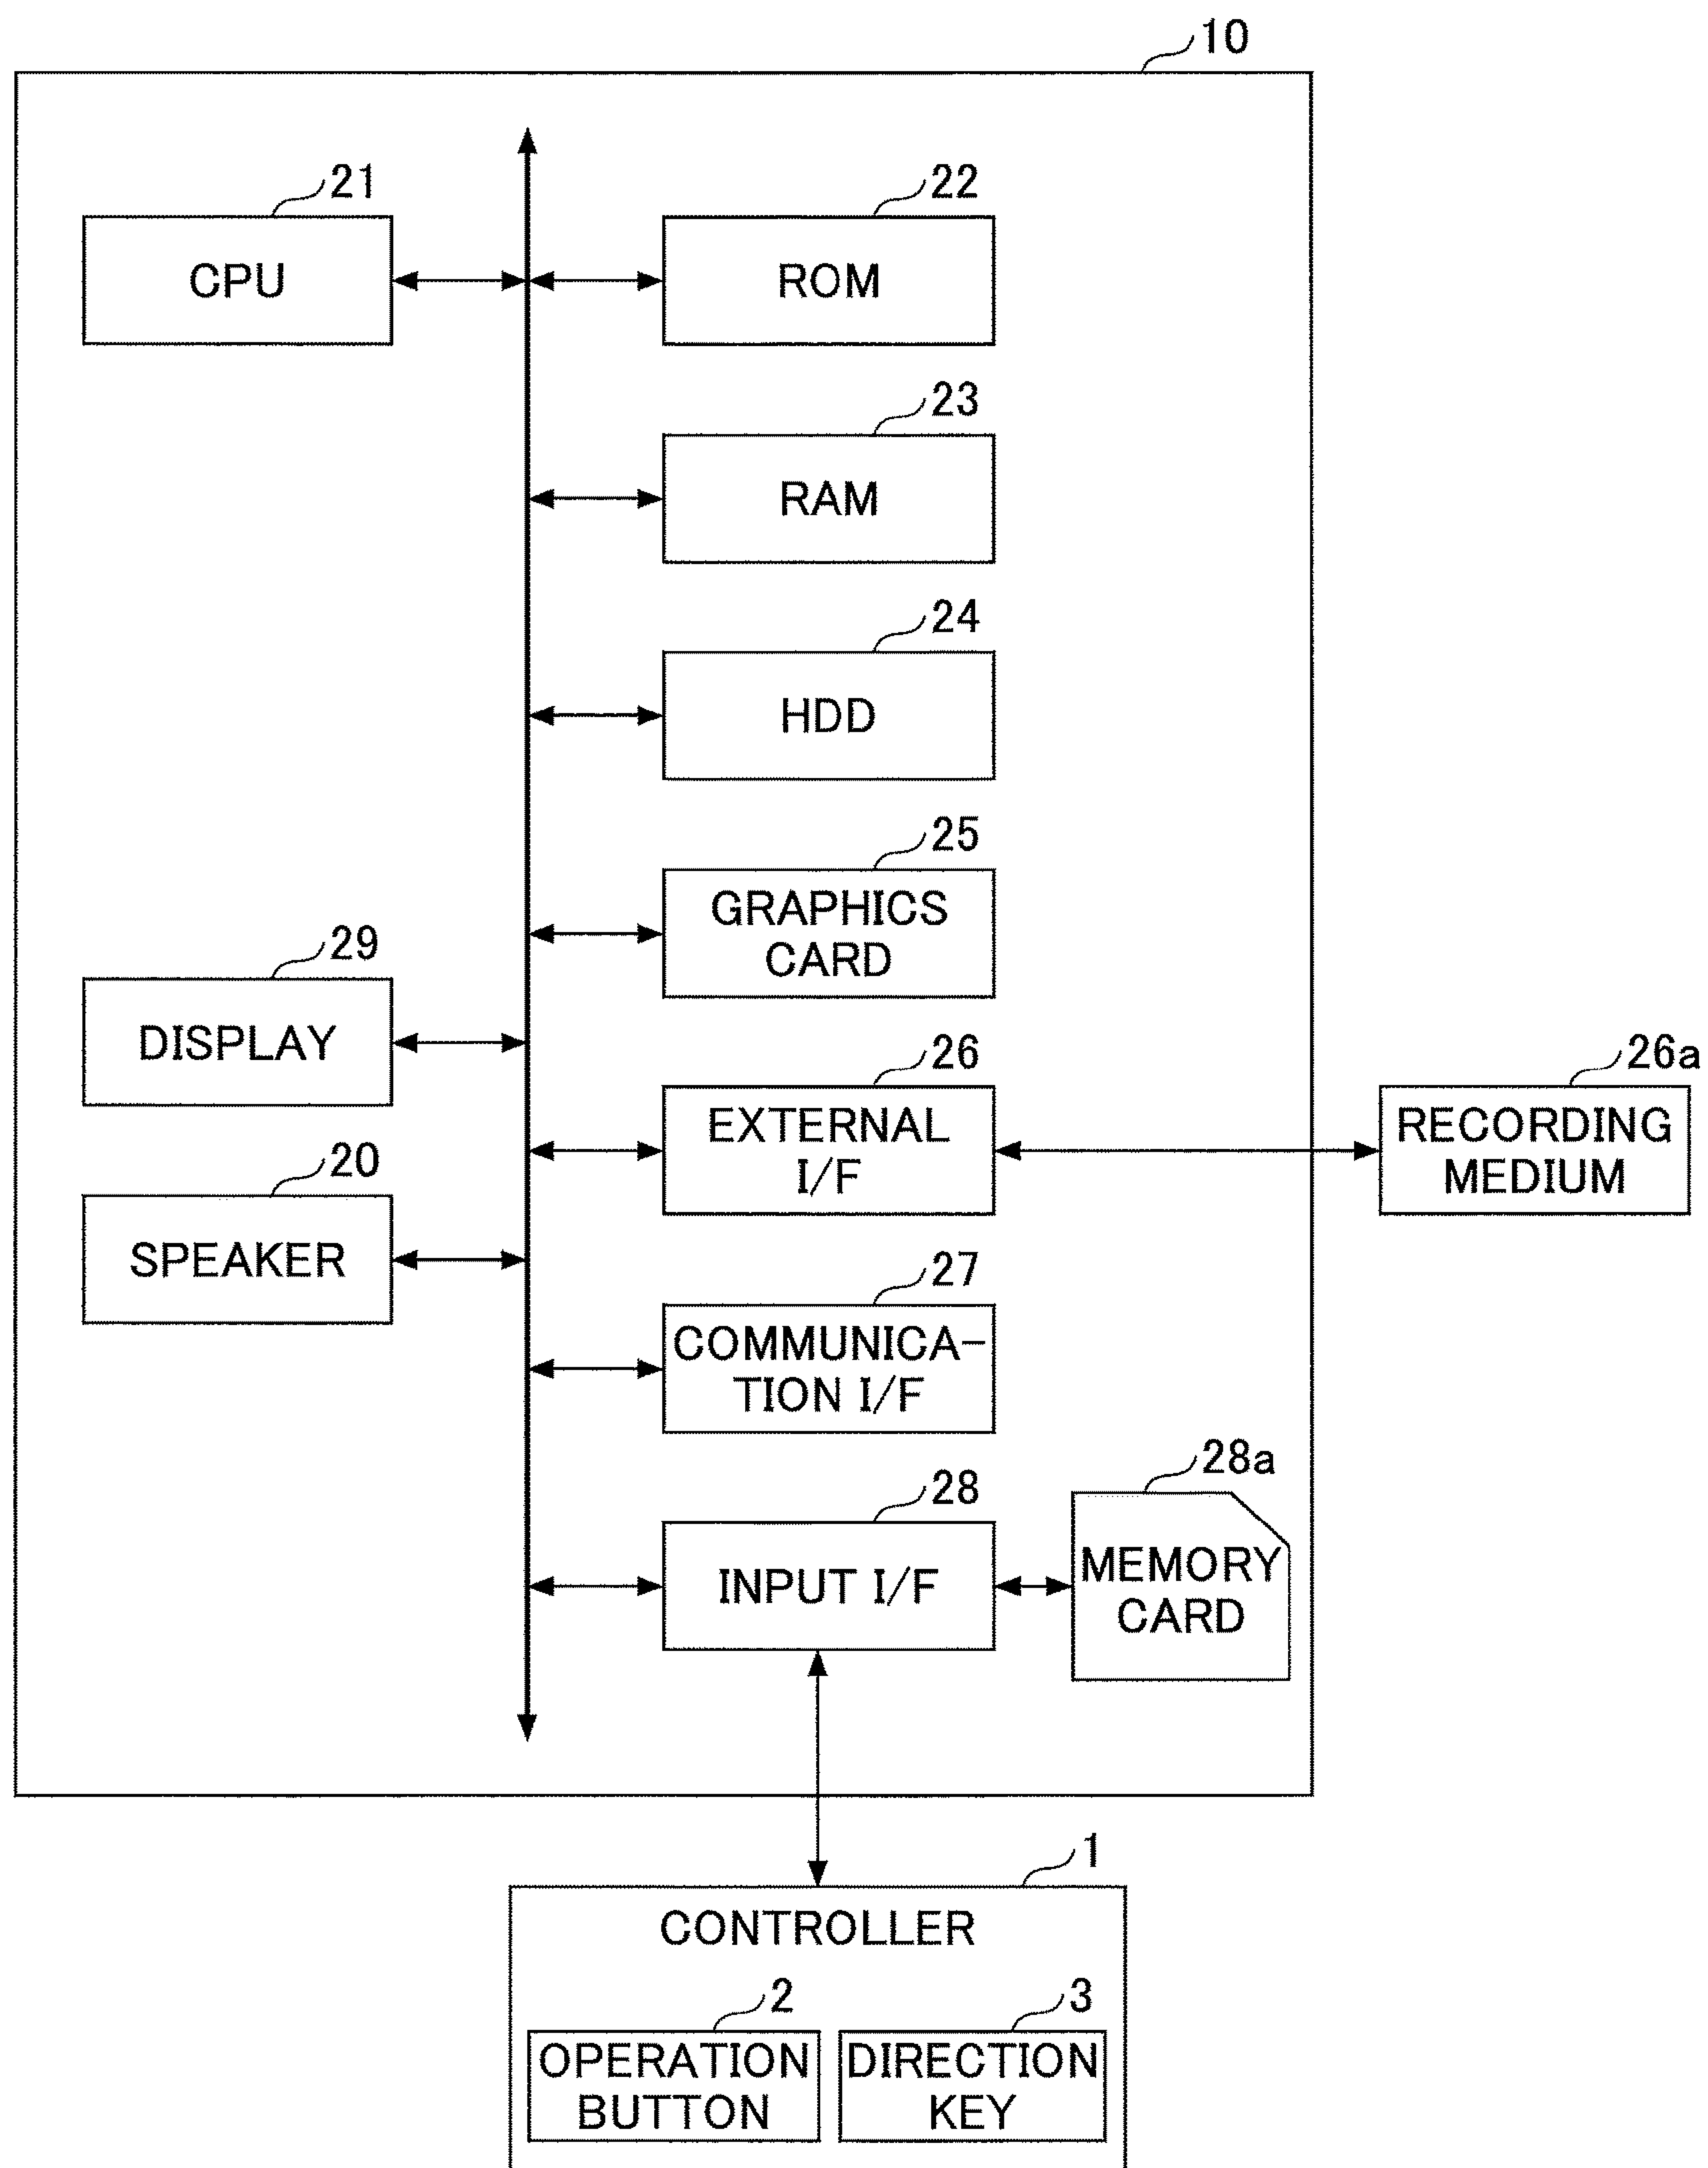 10
21
CPU
22
ROM
23
RAM
24
HDD
25
GRAPHICS
CARD
29
DISPLAY
26
EXTERNAL
I/F
26a
RECORDING
MEDIUM
20
SPEAKER
27
COMMUNICA-
TION I/F
28
INPUT I/F
28a
MEMORY
CARD
1
CONTROLLER
2
OPERATION
BUTTON
3
DIRECTION
KEY